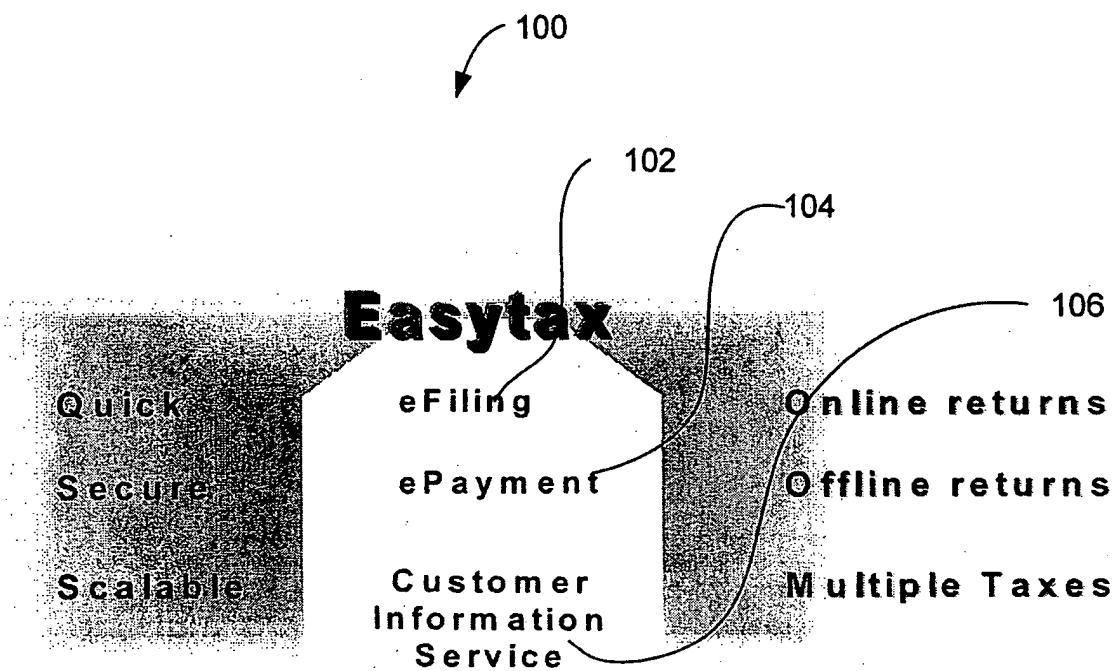 100
102
104
Easytax
106
Quick
eFiling
Online returns
Secure
ePayment
Offline returns
Scalable
Customer
Information
Service
Multiple Taxes